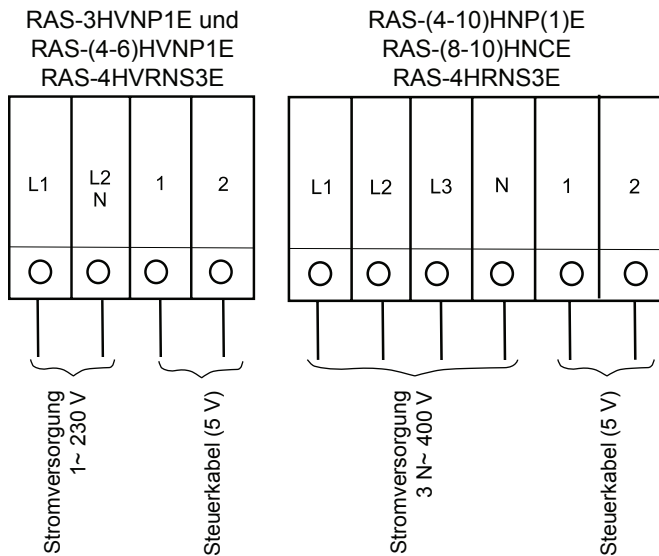 RAS-3HVNP1E und
RAS-(4-6)HVNP1E
RAS-4HVRNS3E
L1
L2
N
1
2
Stromversorgung
1~ 230 V
Steuerkabel (5 V)
RAS-(4-10)HNP(1)E
RAS-(8-10)HNCE
RAS-4HRNS3E
L1
L2
L3
N
1
2
Stromversorgung
3 N~ 400 V
Steuerkabel (5 V)